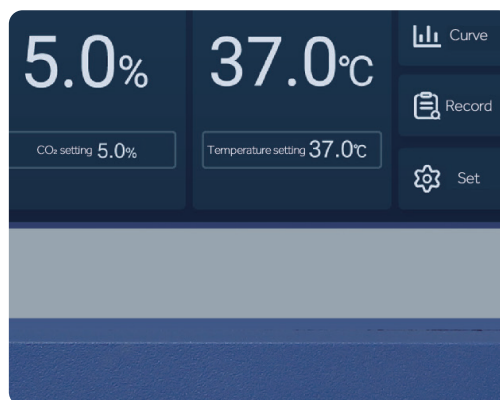 5.0%
37.0℃
CO₂ setting 5.0%
Temperature setting 37.0℃
Curve
Record
Set